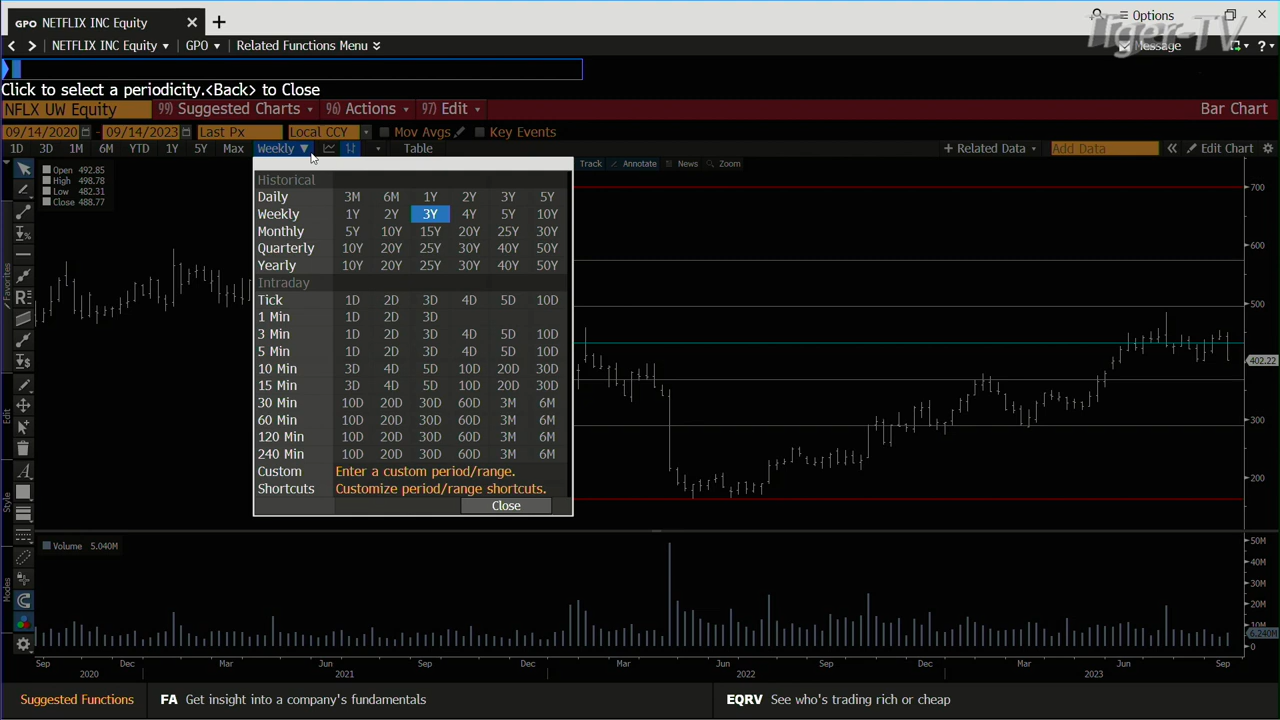 GPO NETFLIX INC Equity
Options
Tiger-TV
NETFLIX INC Equity GPO Related Functions Menu
Message
Click to select a periodicity.<Back> to Close
NFLX UW Equity 99) Suggested Charts 96) Actions 97) Edit Bar Chart
09/14/2020 - 09/14/2023 Last Px Local CCY Mov Avgs Key Events
1D 3D 1M 6M YTD 1Y 5Y Max Weekly ▼ Table + Related Data Add Data Edit Chart
Track Annotate News Zoom
Open 492.85
High 498.78
Low 482.31
Close 488.77
Historical
Daily 3M 6M 1Y 2Y 3Y 5Y
Weekly 1Y 2Y 3Y 4Y 5Y 10Y
Monthly 5Y 10Y 15Y 20Y 25Y 30Y
Quarterly 10Y 20Y 25Y 30Y 40Y 50Y
Yearly 10Y 20Y 25Y 30Y 40Y 50Y
Intraday
Tick 1D 2D 3D 4D 5D 10D
1 Min 1D 2D 3D
3 Min 1D 2D 3D 4D 5D 10D
5 Min 1D 2D 3D 4D 5D 10D
10 Min 3D 4D 5D 10D 20D 30D
15 Min 3D 4D 5D 10D 20D 30D
30 Min 10D 20D 30D 60D 3M 6M
60 Min 10D 20D 30D 60D 3M 6M
120 Min 10D 20D 30D 60D 3M 6M
240 Min 10D 20D 30D 60D 3M 6M
Custom Enter a custom period/range.
Shortcuts Customize period/range shortcuts.
Close
Favorites
Edit
Style
Modes
700
600
500
402.22
300
200
Volume 5.040M
50M
40M
30M
20M
10M
6.240M
0
Sep Dec Mar Jun Sep Dec Mar Jun Sep Dec Mar Jun Sep
2020 2021 2022 2023
Suggested Functions FA Get insight into a company's fundamentals EQRV See who's trading rich or cheap